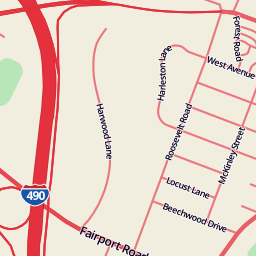 Forest Road
West Avenue
Harleston Lane
Harwood Lane
Roosevelt Road
McKinley Street
Locust Lane
Beechwood Drive
490
Fairport Road